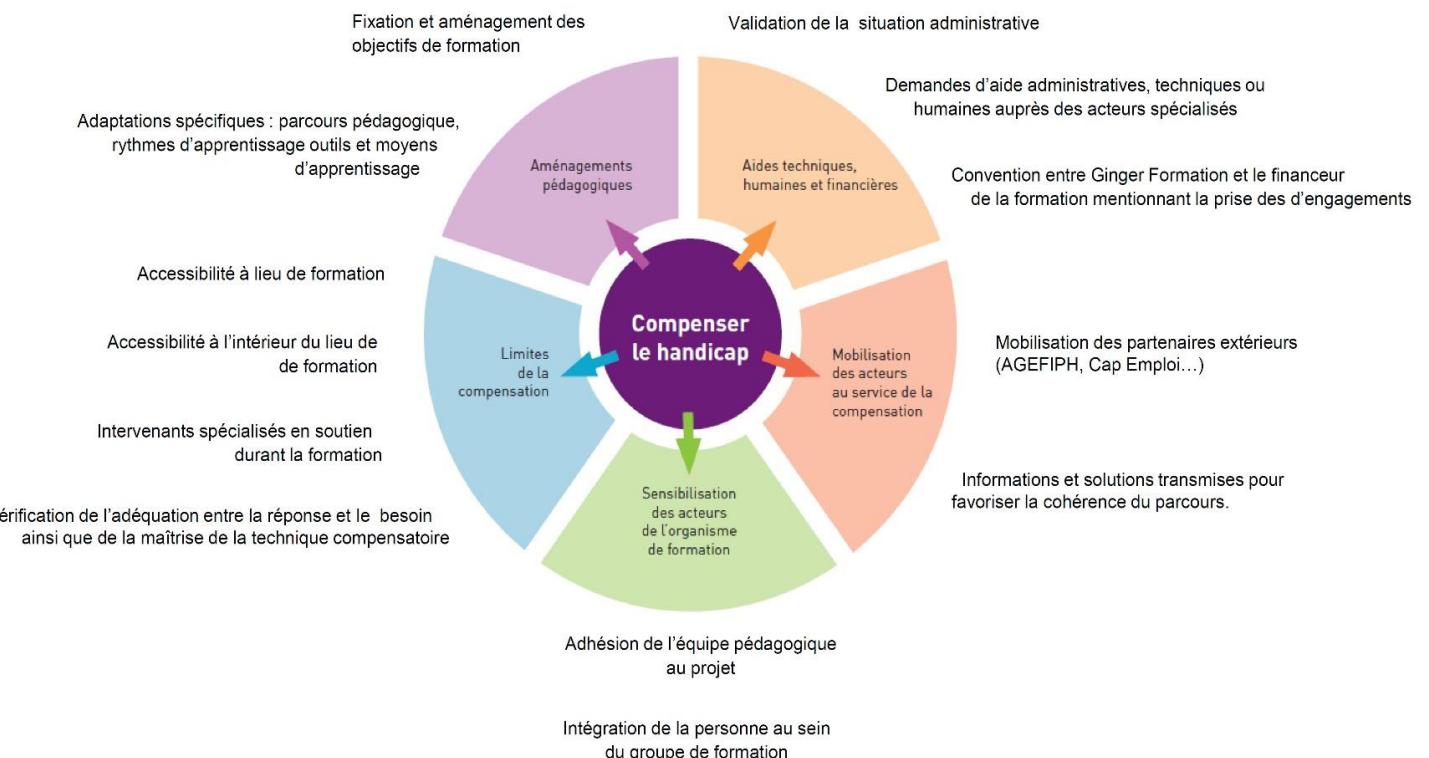 Fixation et aménagement des
objectifs de formation
Validation de la situation administrative
Demandes d'aide administratives, techniques ou
humaines auprès des acteurs spécialisés
Adaptations spécifiques : parcours pédagogique,
rythmes d'apprentissage outils et moyens
d'apprentissage
Aménagements
pédagogiques
Aides techniques,
humaines et financières
Convention entre Ginger Formation et le financeur
de la formation mentionnant la prise des d'engagements
Accessibilité à lieu de formation
Accessibilité à l'intérieur du lieu de
de formation
Compenser
le handicap
Limites
de la
compensation
Mobilisation
des acteurs
au service de la
compensation
Mobilisation des partenaires extérieurs
(AGEFIPH, Cap Emploi…)
Intervenants spécialisés en soutien
durant la formation
Informations et solutions transmises pour
favoriser la cohérence du parcours.
érification de l'adéquation entre la réponse et le besoin
ainsi que de la maîtrise de la technique compensatoire
Sensibilisation
des acteurs
de l'organisme
de formation
Adhésion de l'équipe pédagogique
au projet
Intégration de la personne au sein
du groupe de formation